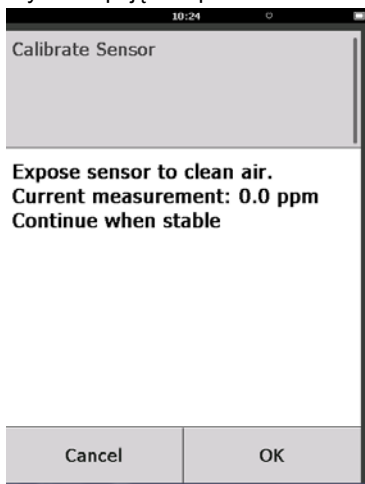 10:24
Calibrate Sensor
Expose sensor to clean air.
Current measurement: 0.0 ppm
Continue when stable
Cancel OK